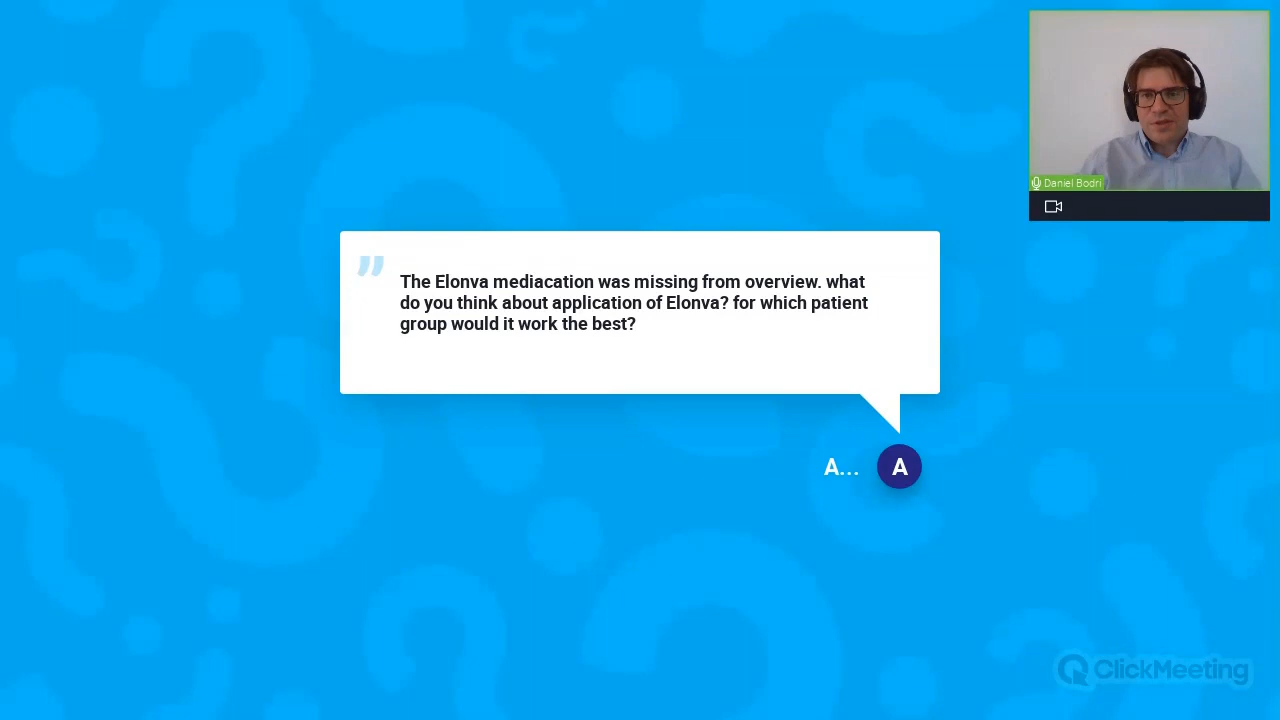 Daniel Bodri
”
The Elonva mediacation was missing from overview. what
do you think about application of Elonva? for which patient
group would it work the best?
A... A
ClickMeeting